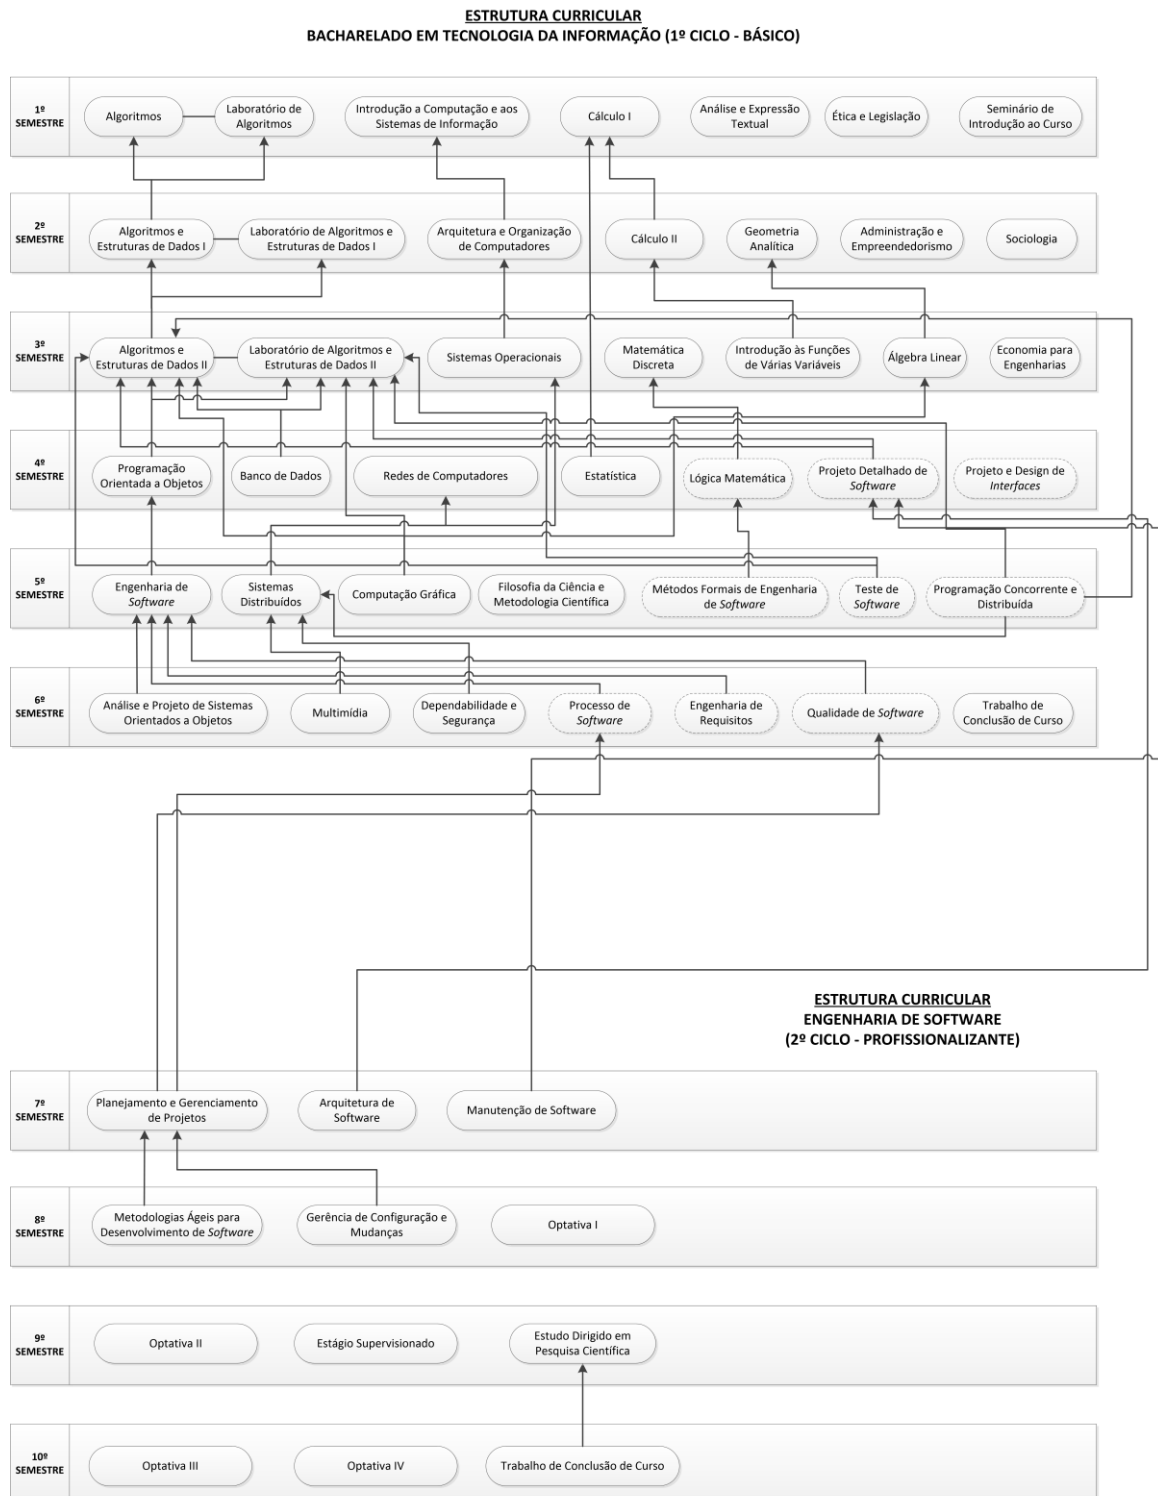 ESTRUTURA CURRICULAR
BACHARELADO EM TECNOLOGIA DA INFORMAÇÃO (1º CICLO - BÁSICO)
1º
SEMESTRE
Algoritmos
Laboratório de
Algoritmos
Introdução a Computação e aos
Sistemas de Informação
Cálculo I
Análise e Expressão
Textual
Ética e Legislação
Seminário de
Introdução ao Curso
2º
SEMESTRE
Algoritmos e
Estruturas de Dados I
Laboratório de Algoritmos e
Estruturas de Dados I
Arquitetura e Organização
de Computadores
Cálculo II
Geometria
Analítica
Administração e
Empreendedorismo
Sociologia
3º
SEMESTRE
Algoritmos e
Estruturas de Dados II
Laboratório de Algoritmos e
Estruturas de Dados II
Sistemas Operacionais
Matemática
Discreta
Introdução às Funções
de Várias Variáveis
Álgebra Linear
Economia para
Engenharias
4º
SEMESTRE
Programação
Orientada a Objetos
Banco de Dados
Redes de Computadores
Estatística
Lógica Matemática
Projeto Detalhado de
Software
Projeto e Design de
Interfaces
5º
SEMESTRE
Engenharia de
Software
Sistemas
Distribuídos
Computação Gráfica
Filosofia da Ciência e
Metodologia Científica
Métodos Formais de Engenharia
de Software
Teste de
Software
Programação Concorrente e
Distribuída
6º
SEMESTRE
Análise e Projeto de Sistemas
Orientados a Objetos
Multimídia
Dependabilidade e
Segurança
Processo de
Software
Engenharia de
Requisitos
Qualidade de Software
Trabalho de
Conclusão de Curso
ESTRUTURA CURRICULAR
ENGENHARIA DE SOFTWARE
(2º CICLO - PROFISSIONALIZANTE)
7º
SEMESTRE
Planejamento e Gerenciamento
de Projetos
Arquitetura de
Software
Manutenção de Software
8º
SEMESTRE
Metodologias Ágeis para
Desenvolvimento de Software
Gerência de Configuração e
Mudanças
Optativa I
9º
SEMESTRE
Optativa II
Estágio Supervisionado
Estudo Dirigido em
Pesquisa Científica
10º
SEMESTRE
Optativa III
Optativa IV
Trabalho de Conclusão de Curso